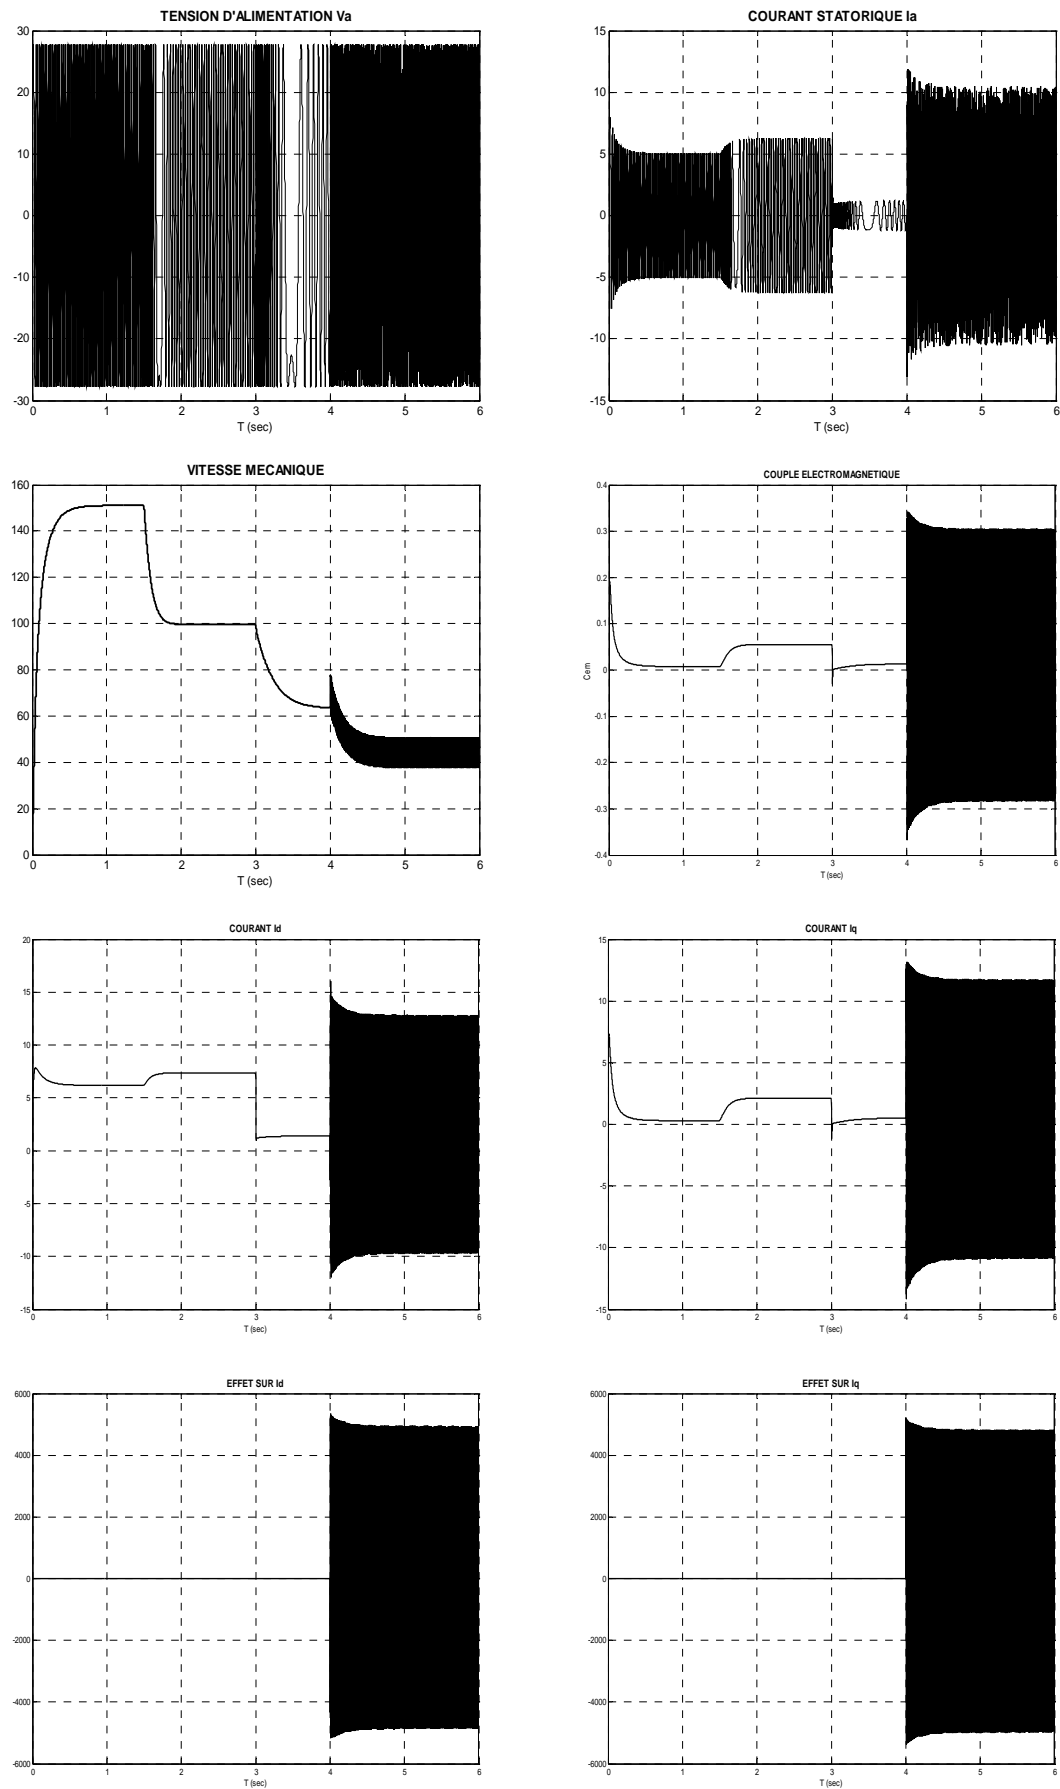 TENSION D'ALIMENTATION Va
30
20
10
0
-10
-20
-30
0 1 2 3 4 5 6
T (sec)
COURANT STATORIQUE Ia
15
10
5
0
-5
-10
-15
0 1 2 3 4 5 6
T (sec)
VITESSE MECANIQUE
160
140
120
100
80
60
40
20
0
0 1 2 3 4 5 6
T (sec)
COUPLE ELECTROMAGNETIQUE
Cem
0.4
0.3
0.2
0.1
0
-0.1
-0.2
-0.3
-0.4
0 1 2 3 4 5 6
T (sec)
COURANT Id
20
15
10
5
0
-5
-10
-15
0 1 2 3 4 5 6
T (sec)
COURANT Iq
15
10
5
0
-5
-10
-15
0 1 2 3 4 5 6
T (sec)
EFFET SUR Id
6000
4000
2000
0
-2000
-4000
-6000
0 1 2 3 4 5 6
T (sec)
EFFET SUR Iq
6000
4000
2000
0
-2000
-4000
-6000
0 1 2 3 4 5 6
T (sec)